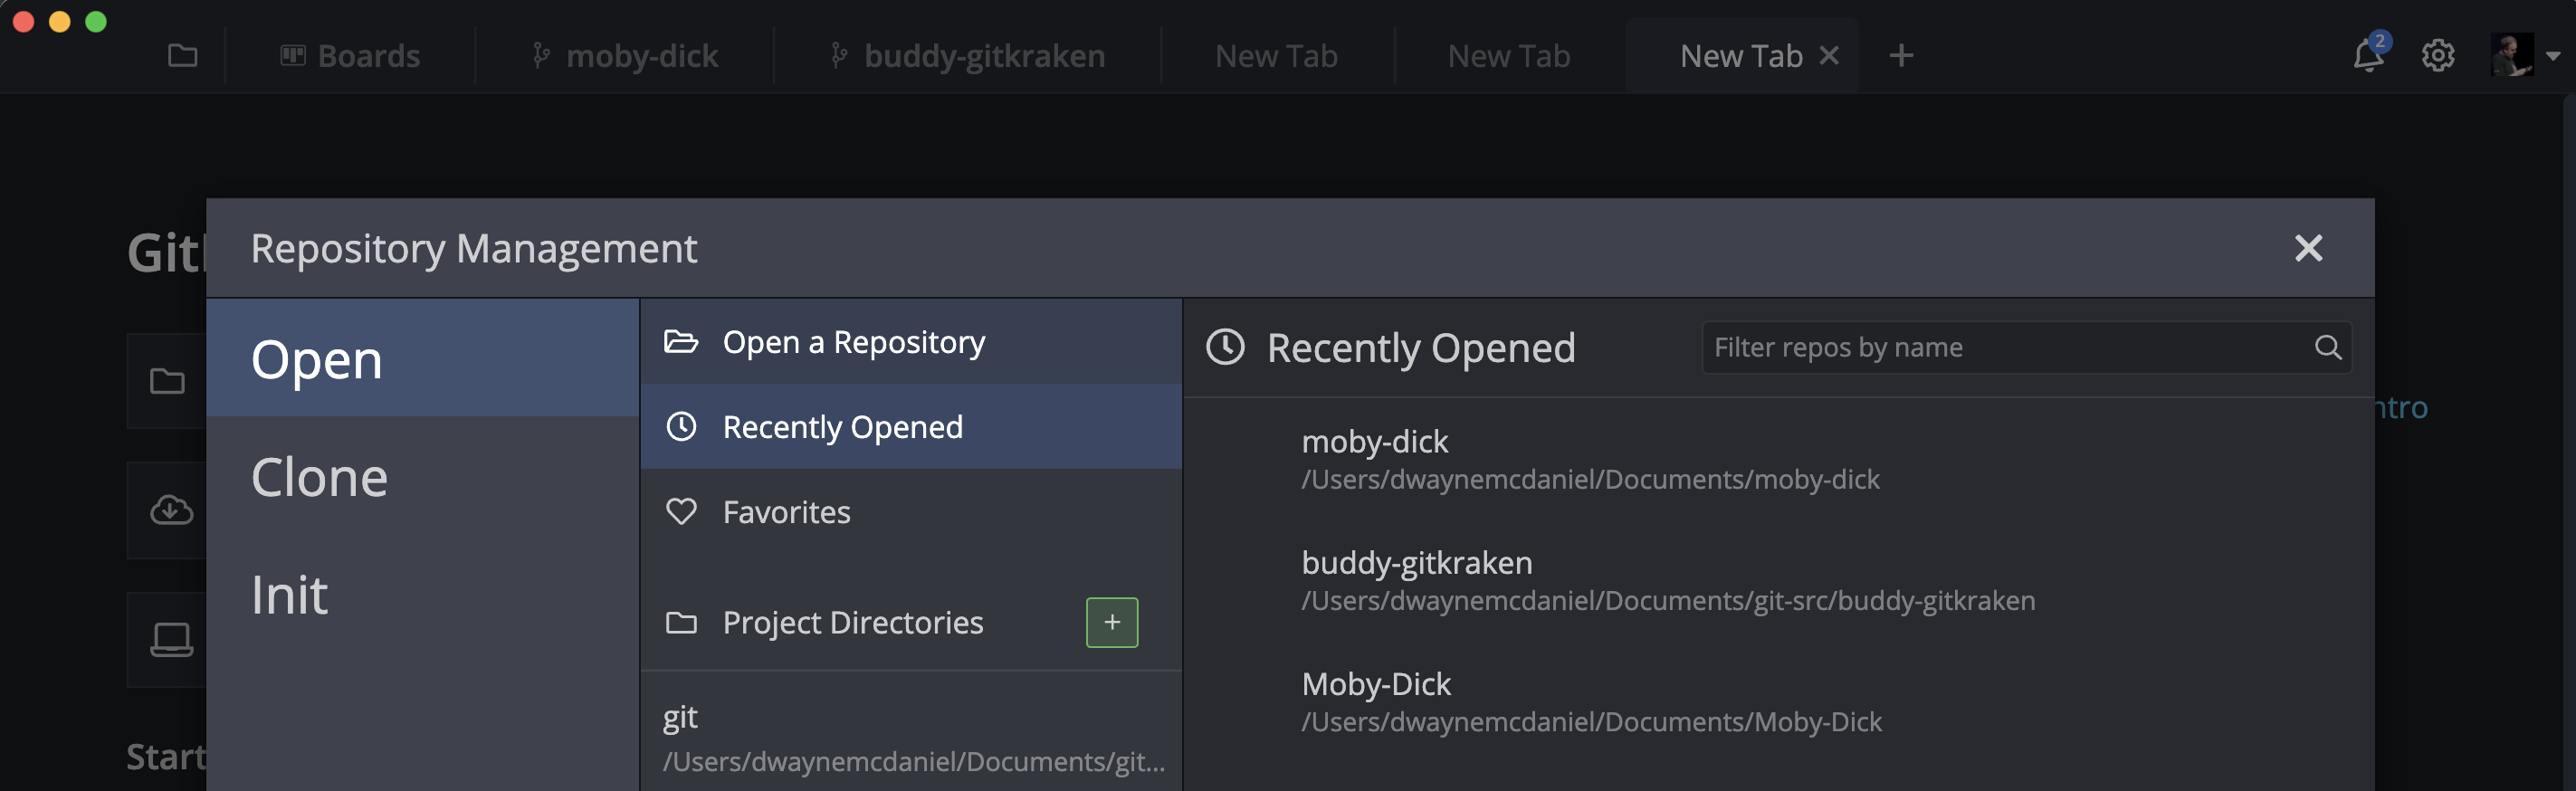 Boards
moby-dick
buddy-gitkraken
New Tab
New Tab
New Tab
2
Git
Repository Management
Open
Clone
Init
Open a Repository
Recently Opened
Favorites
Project Directories
git
/Users/dwaynemcdaniel/Documents/git...
Recently Opened
Filter repos by name
moby-dick
/Users/dwaynemcdaniel/Documents/moby-dick
buddy-gitkraken
/Users/dwaynemcdaniel/Documents/git-src/buddy-gitkraken
Moby-Dick
/Users/dwaynemcdaniel/Documents/Moby-Dick
ntro
Start